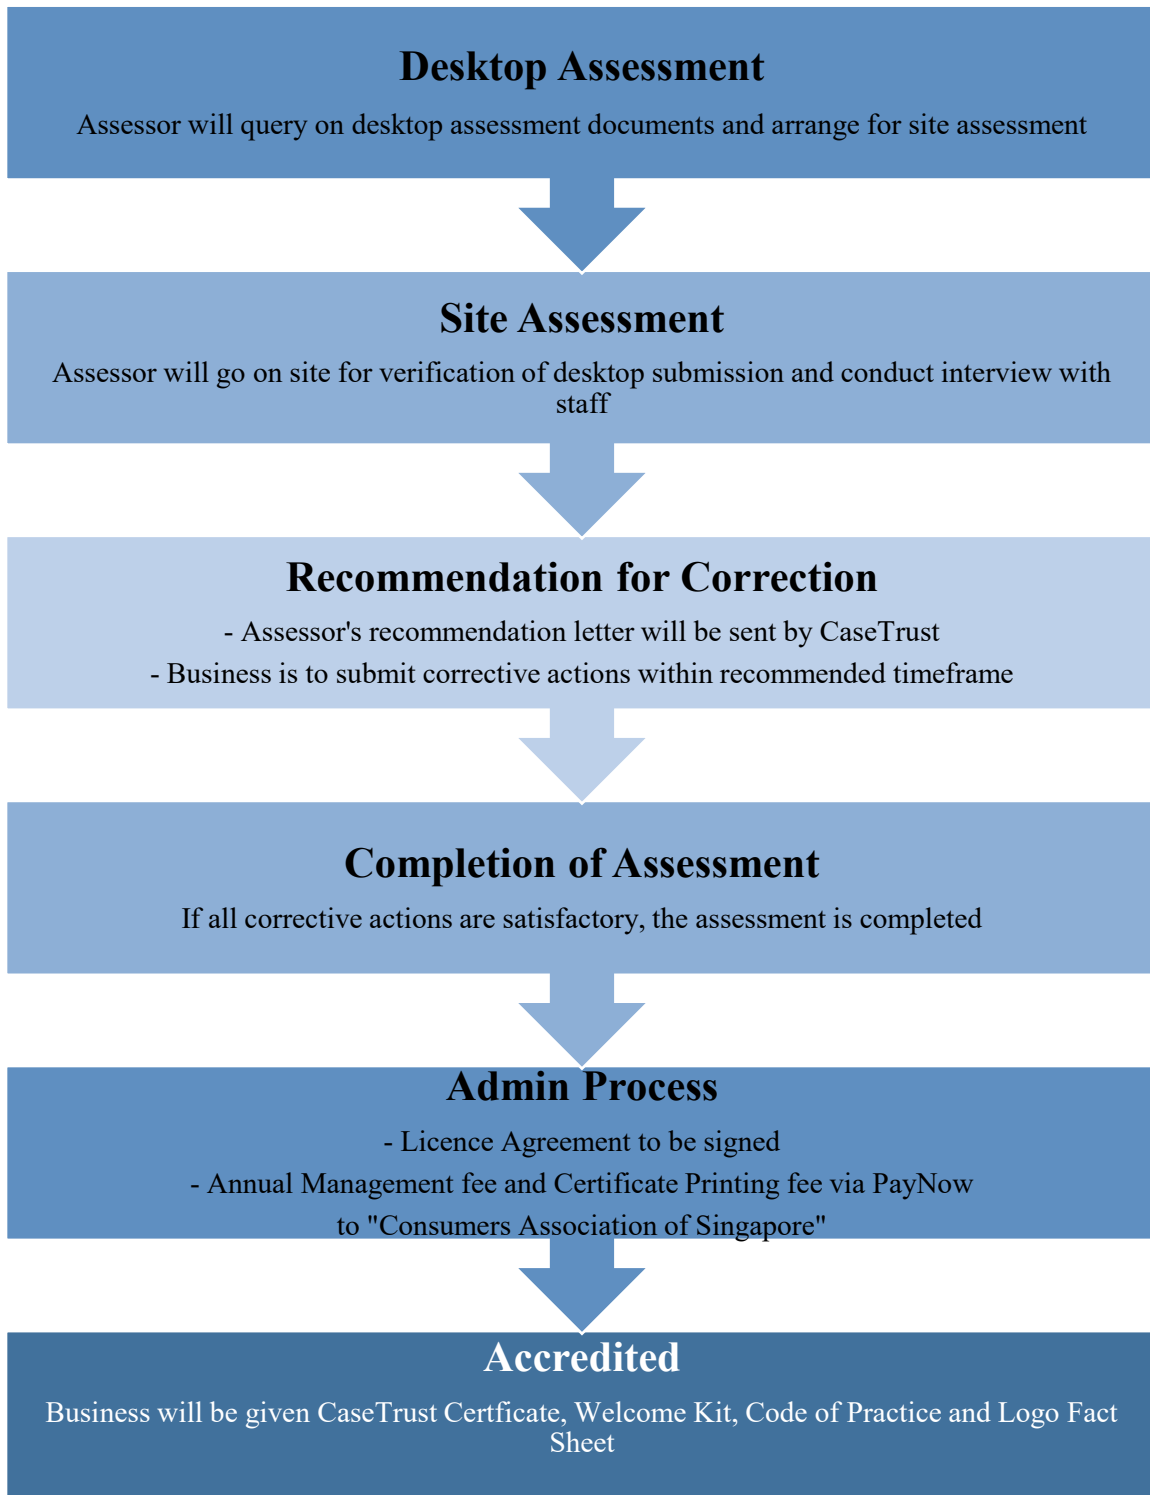 Desktop Assessment
Assessor will query on desktop assessment documents and arrange for site assessment
Site Assessment
Assessor will go on site for verification of desktop submission and conduct interview with
staff
Recommendation for Correction
- Assessor's recommendation letter will be sent by CaseTrust
- Business is to submit corrective actions within recommended timeframe
Completion of Assessment
If all corrective actions are satisfactory, the assessment is completed
Admin Process
- Licence Agreement to be signed
- Annual Management fee and Certificate Printing fee via PayNow
to "Consumers Association of Singapore"
Accredited
Business will be given CaseTrust Certficate, Welcome Kit, Code of Practice and Logo Fact
Sheet